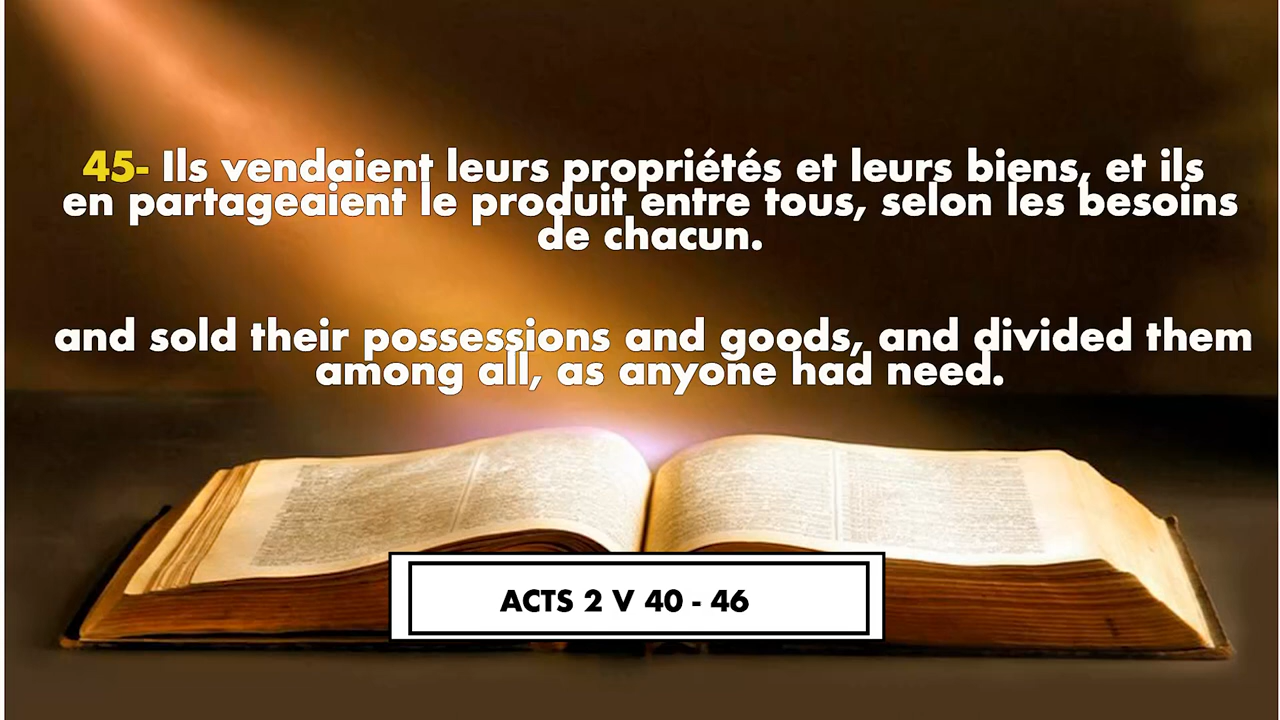 45- Ils vendaient leurs propriétés et leurs biens, et ils
en partageaient le produit entre tous, selon les besoins
de chacun.
and sold their possessions and goods, and divided them
among all, as anyone had need.
ACTS 2 V 40 - 46